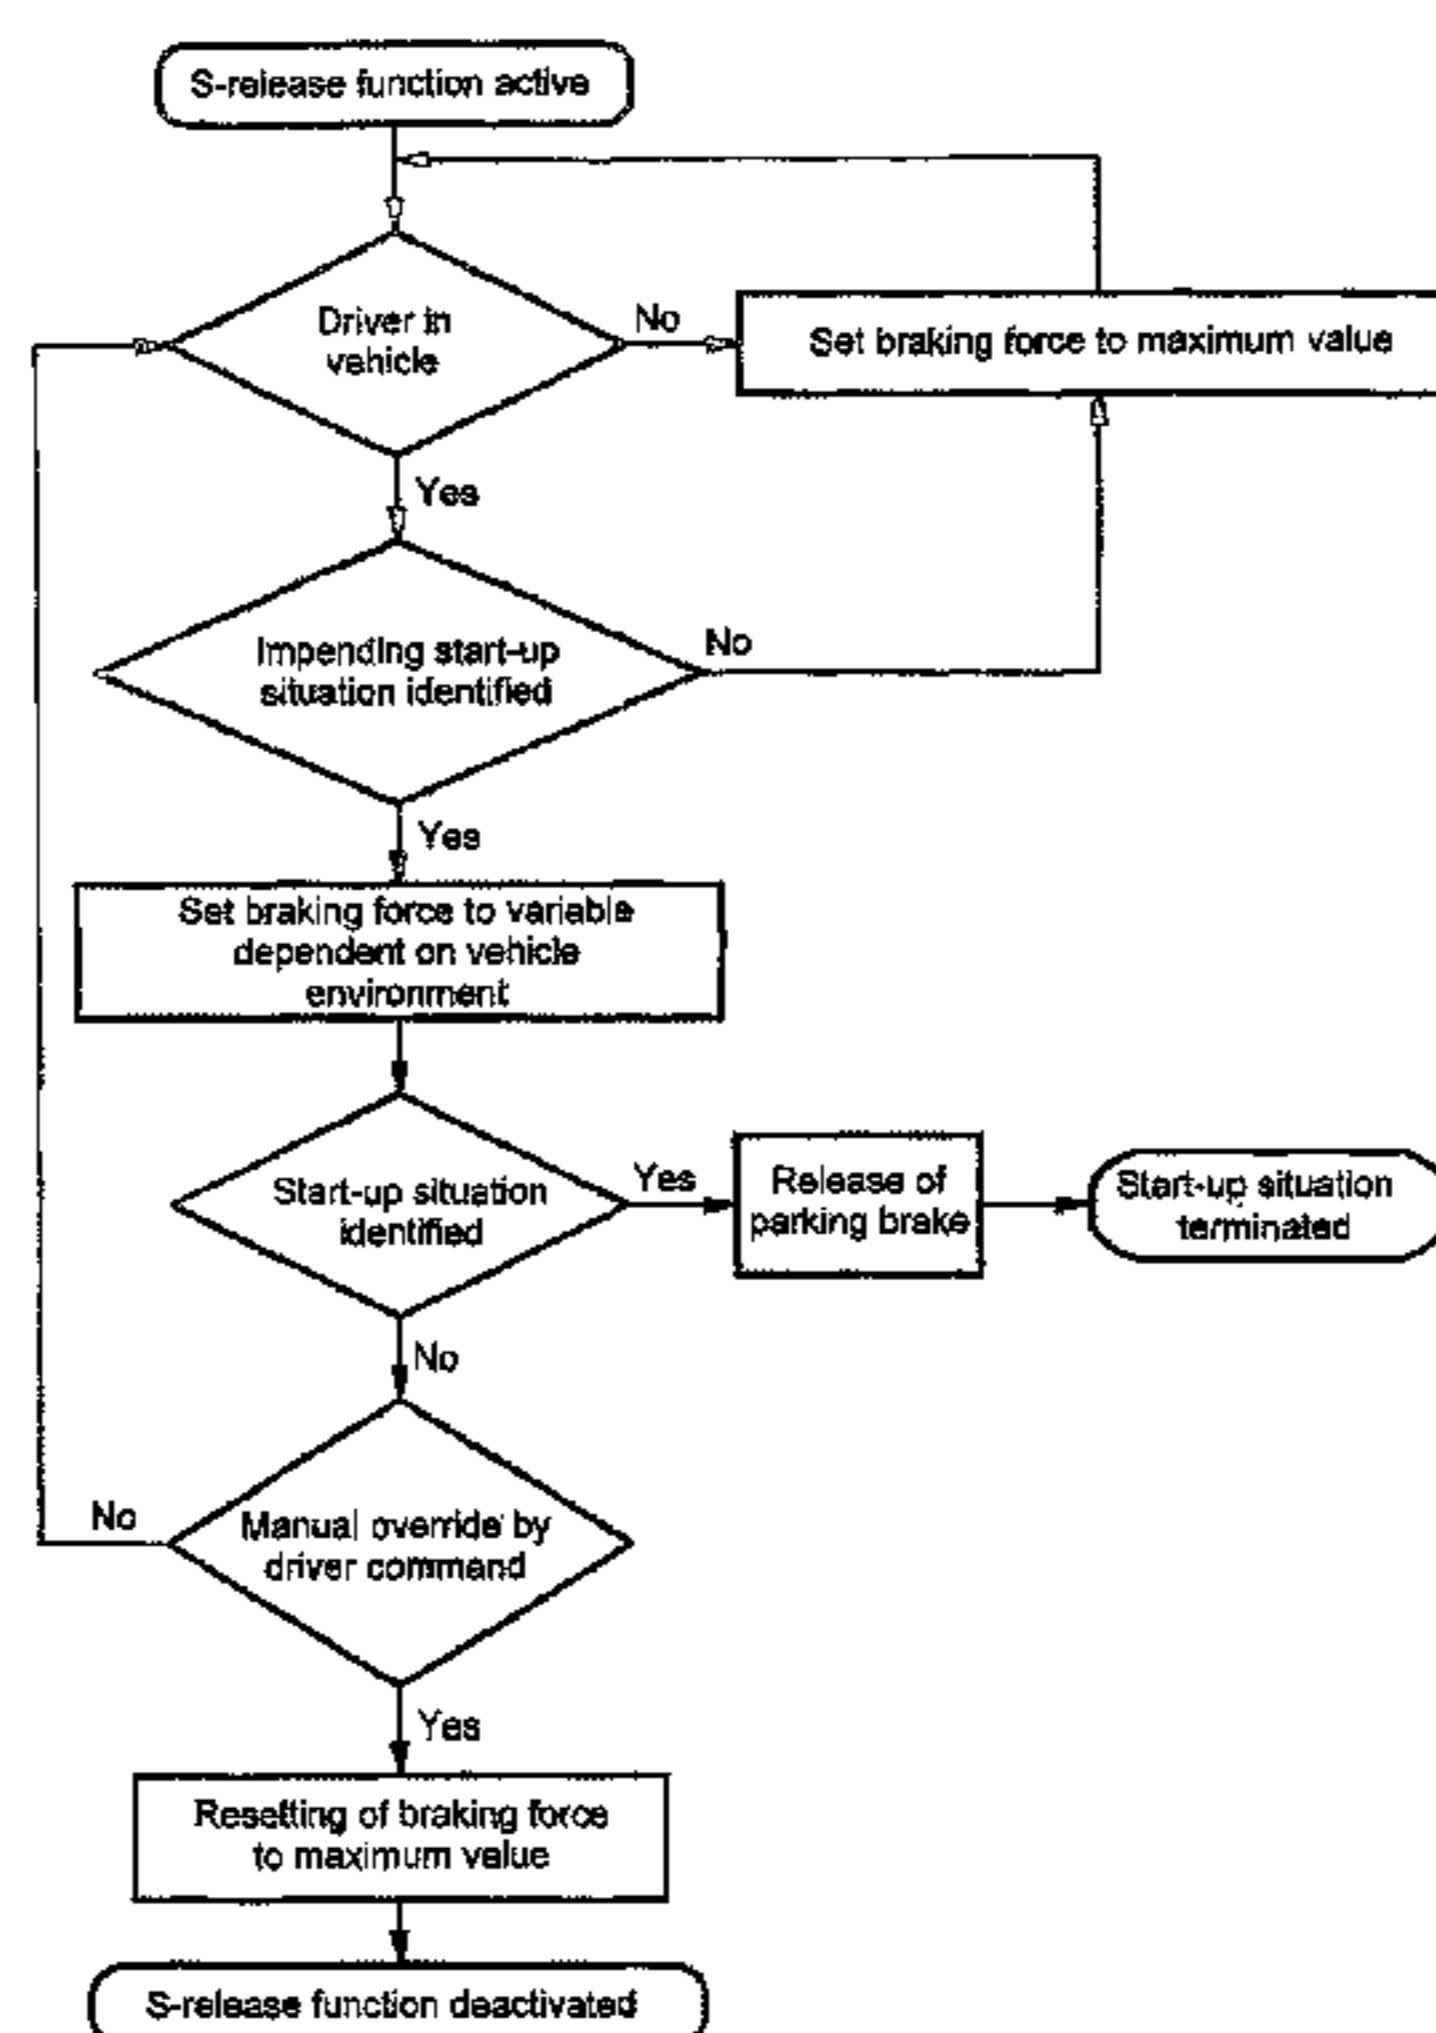 S-release function active
Driver in
vehicle
No
Set braking force to maximum value
Yes
Impending start-up
situation identified
No
Yes
Set braking force to variable
dependent on vehicle
environment
Start-up situation
identified
Yes
Release of
parking brake
Start-up situation
terminated
No
Manual override by
driver command
No
Yes
Resetting of braking force
to maximum value
S-release function deactivated